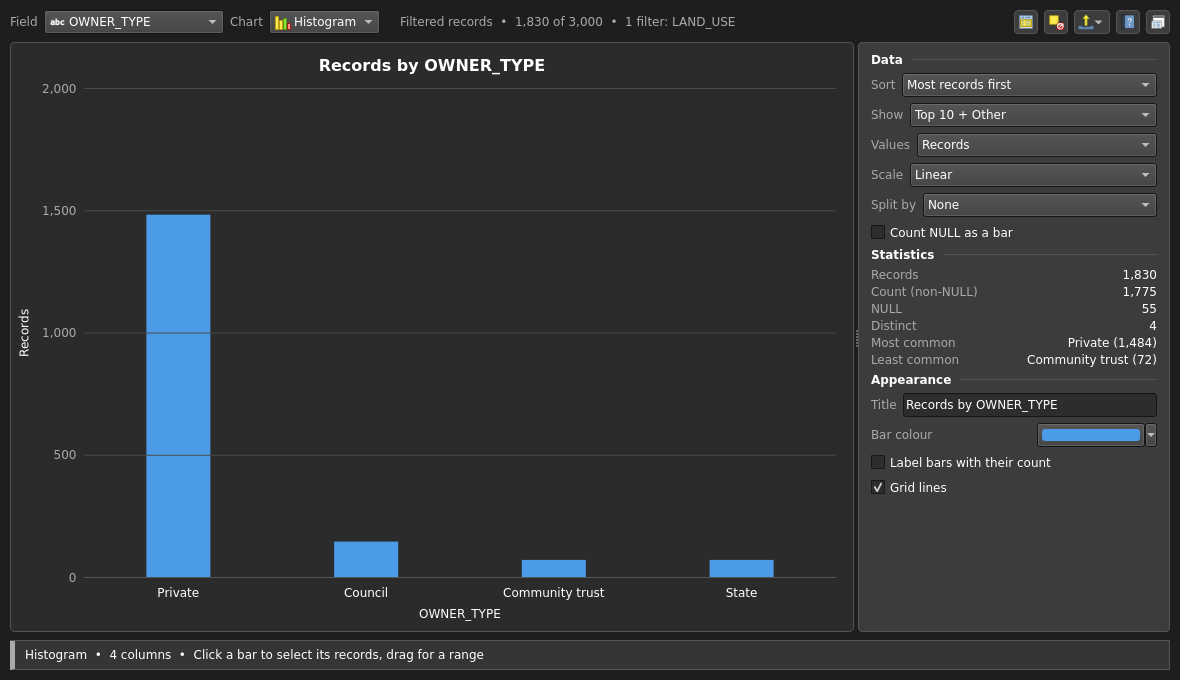 Field abc OWNER_TYPE Chart Histogram Filtered records • 1,830 of 3,000 • 1 filter: LAND_USE
Records by OWNER_TYPE
2,000
1,500
1,000
500
0
Records
Private Council Community trust State
OWNER_TYPE
Data
Sort Most records first
Show Top 10 + Other
Values Records
Scale Linear
Split by None
Count NULL as a bar
Statistics
Records 1,830
Count (non-NULL) 1,775
NULL 55
Distinct 4
Most common Private (1,484)
Least common Community trust (72)
Appearance
Title Records by OWNER_TYPE
Bar colour
Label bars with their count
Grid lines
Histogram • 4 columns • Click a bar to select its records, drag for a range